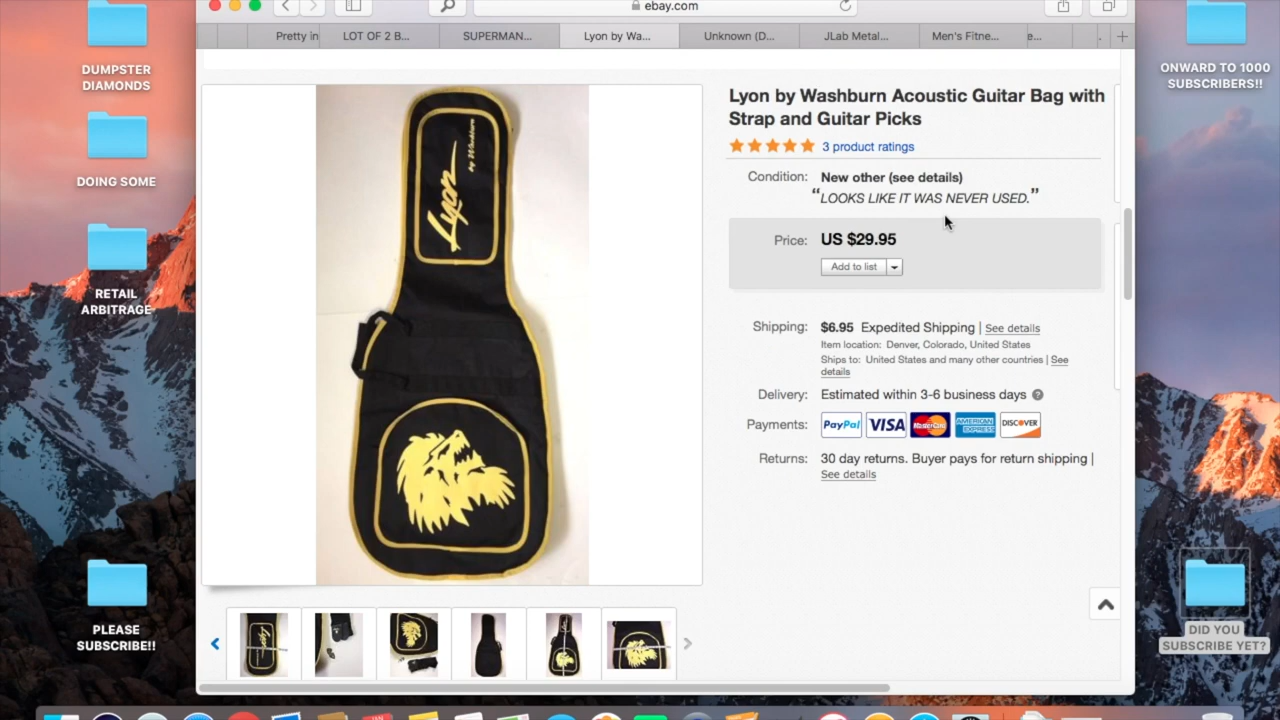 ebay.com
Pretty in
LOT OF 2 B...
SUPERMAN...
Lyon by Wa...
Unknown (D...
JLab Metal...
Men's Fitne...
e...
DUMPSTER
DIAMONDS
DOING SOME
RETAIL
ARBITRAGE
PLEASE
SUBSCRIBE!!
ONWARD TO 1000
SUBSCRIBERS!!
DID YOU
SUBSCRIBE YET?
Lyon
by Washburn
Lyon by Washburn Acoustic Guitar Bag with
Strap and Guitar Picks
3 product ratings
Condition: New other (see details)
“LOOKS LIKE IT WAS NEVER USED.”
Price: US $29.95
Add to list
Shipping: $6.95 Expedited Shipping | See details
Item location: Denver, Colorado, United States
Ships to: United States and many other countries | See
details
Delivery: Estimated within 3-6 business days ?
Payments: PayPal VISA MasterCard AMERICAN EXPRESS DISCOVER
Returns: 30 day returns. Buyer pays for return shipping |
See details